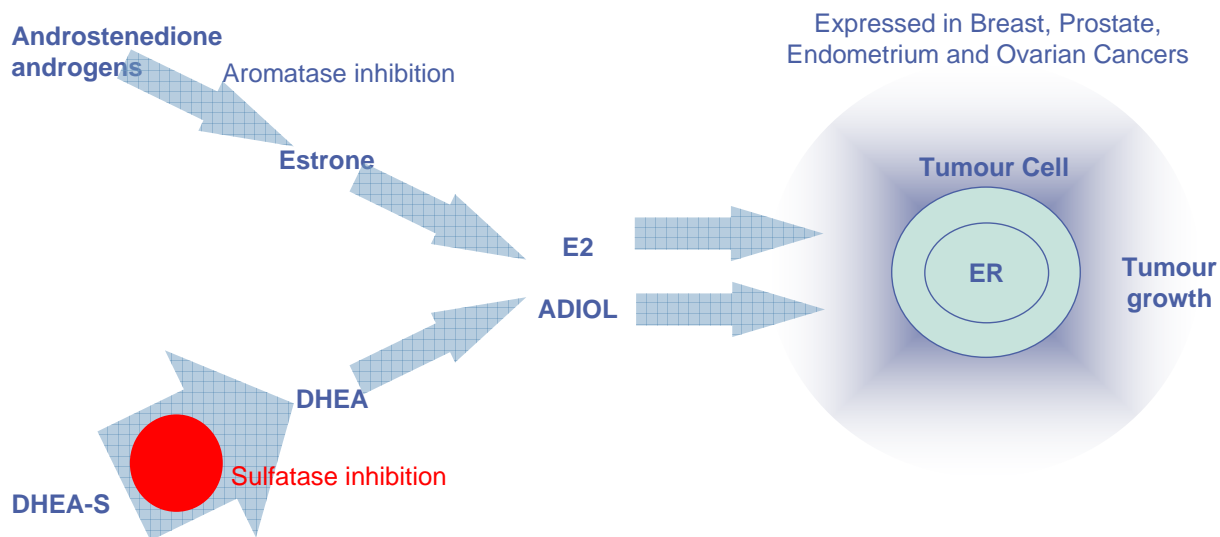 Androstenedione
androgens
Aromatase inhibition
Estrone
Expressed in Breast, Prostate,
Endometrium and Ovarian Cancers
Tumour Cell
E2
ER
Tumour
growth
ADIOL
DHEA
Sulfatase inhibition
DHEA-S